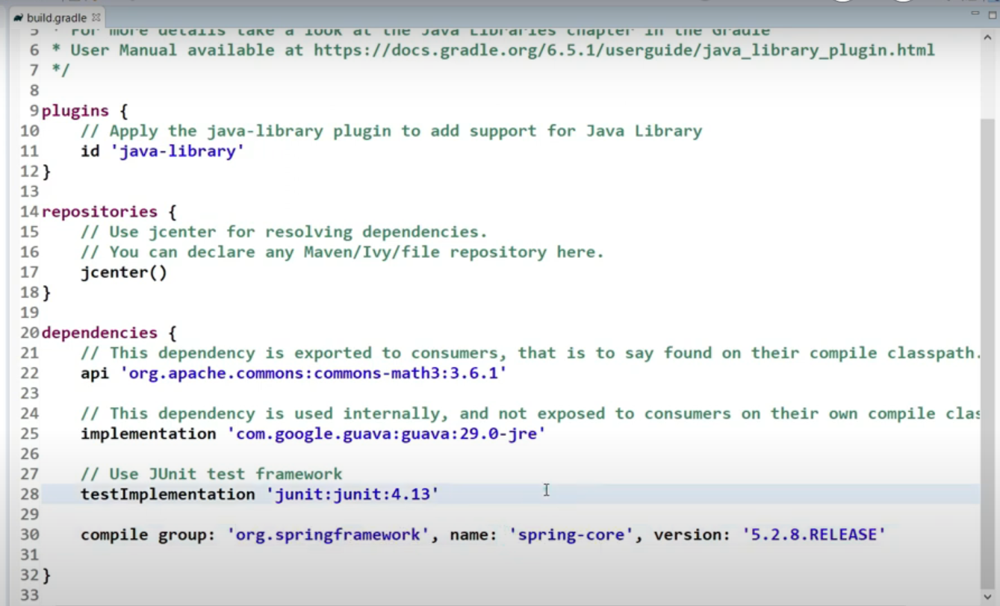 build.gradle
5 * For more details take a look at the Java Libraries chapter in the Gradle
6 * User Manual available at https://docs.gradle.org/6.5.1/userguide/java_library_plugin.html
7 */
8
9 plugins {
10 // Apply the java-library plugin to add support for Java Library
11 id 'java-library'
12 }
13
14 repositories {
15 // Use jcenter for resolving dependencies.
16 // You can declare any Maven/Ivy/file repository here.
17 jcenter()
18 }
19
20 dependencies {
21 // This dependency is exported to consumers, that is to say found on their compile classpath.
22 api 'org.apache.commons:commons-math3:3.6.1'
23
24 // This dependency is used internally, and not exposed to consumers on their own compile clas
25 implementation 'com.google.guava:guava:29.0-jre'
26
27 // Use JUnit test framework
28 testImplementation 'junit:junit:4.13'
29
30 compile group: 'org.springframework', name: 'spring-core', version: '5.2.8.RELEASE'
31
32 }
33